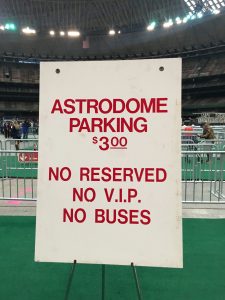 ASTRODOME
PARKING
$3.00
NO RESERVED
NO V.I.P.
NO BUSES